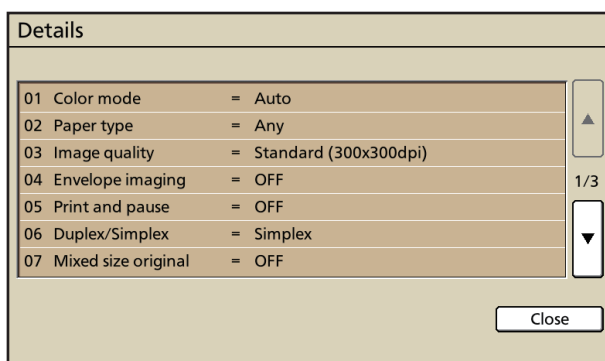 Details
01 Color mode = Auto
02 Paper type = Any
03 Image quality = Standard (300x300dpi)
04 Envelope imaging = OFF
05 Print and pause = OFF
06 Duplex/Simplex = Simplex
07 Mixed size original = OFF
1/3
Close